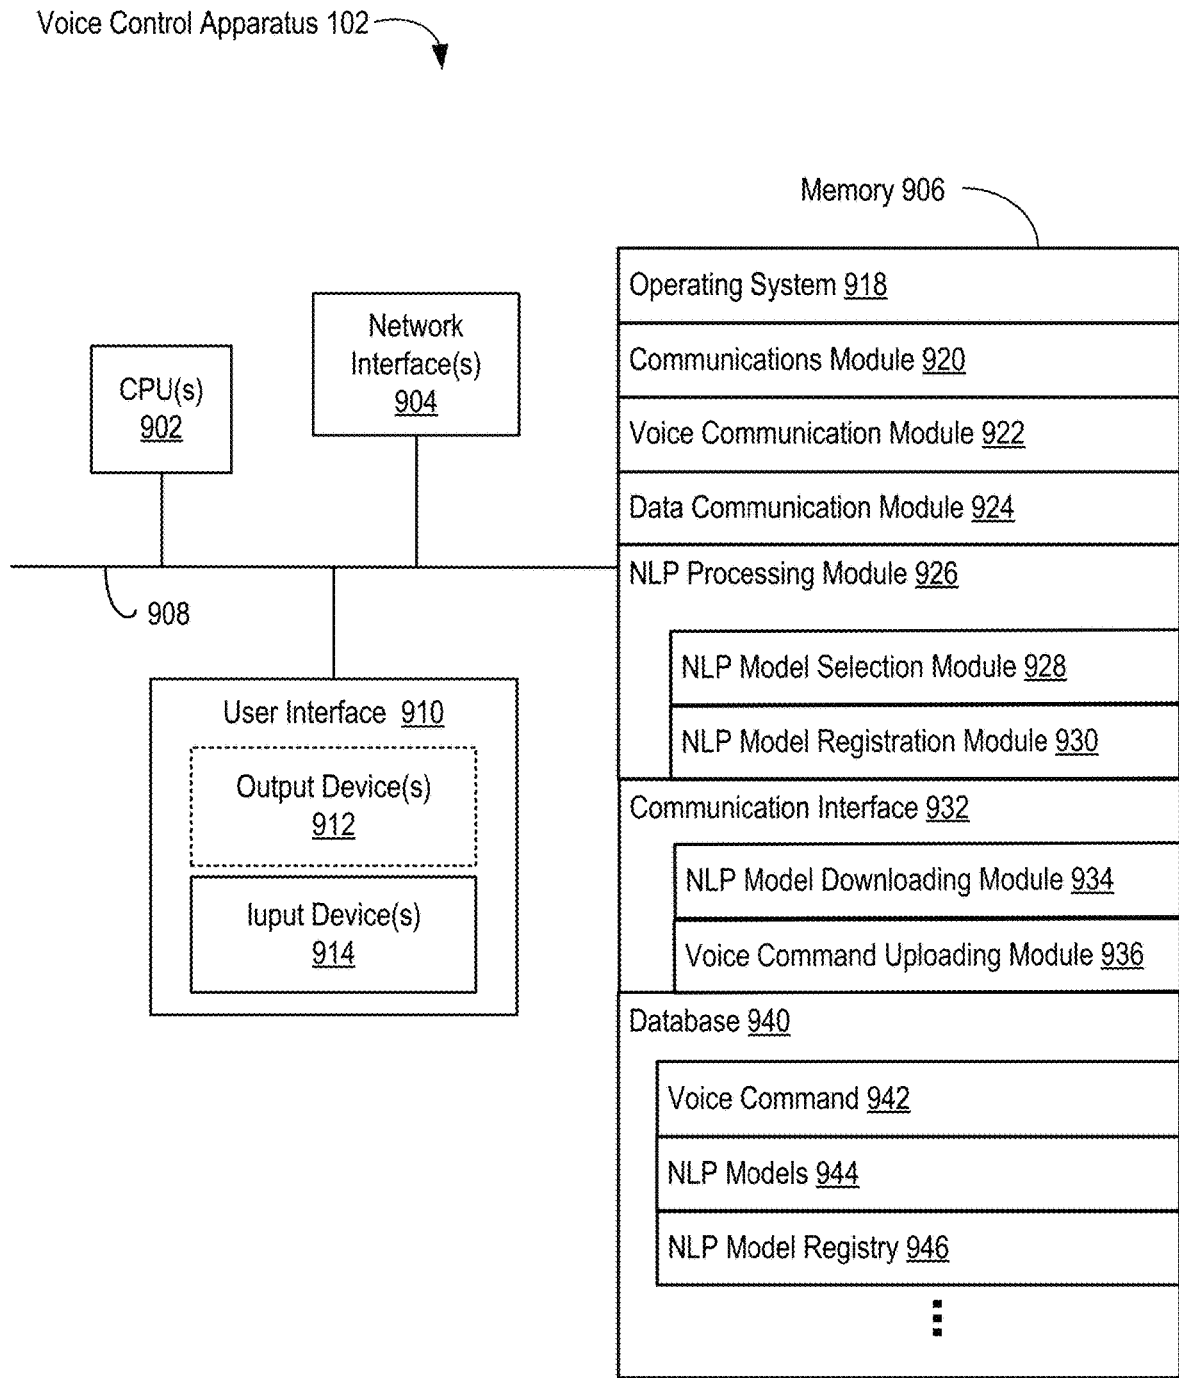 Voice Control Apparatus 102
Memory 906
Operating System 918
Communications Module 920
Voice Communication Module 922
Data Communication Module 924
NLP Processing Module 926
NLP Model Selection Module 928
NLP Model Registration Module 930
Communication Interface 932
NLP Model Downloading Module 934
Voice Command Uploading Module 936
Database 940
Voice Command 942
NLP Models 944
NLP Model Registry 946
Network
Interface(s)
904
CPU(s)
902
908
User Interface 910
Output Device(s)
912
Iuput Device(s)
914